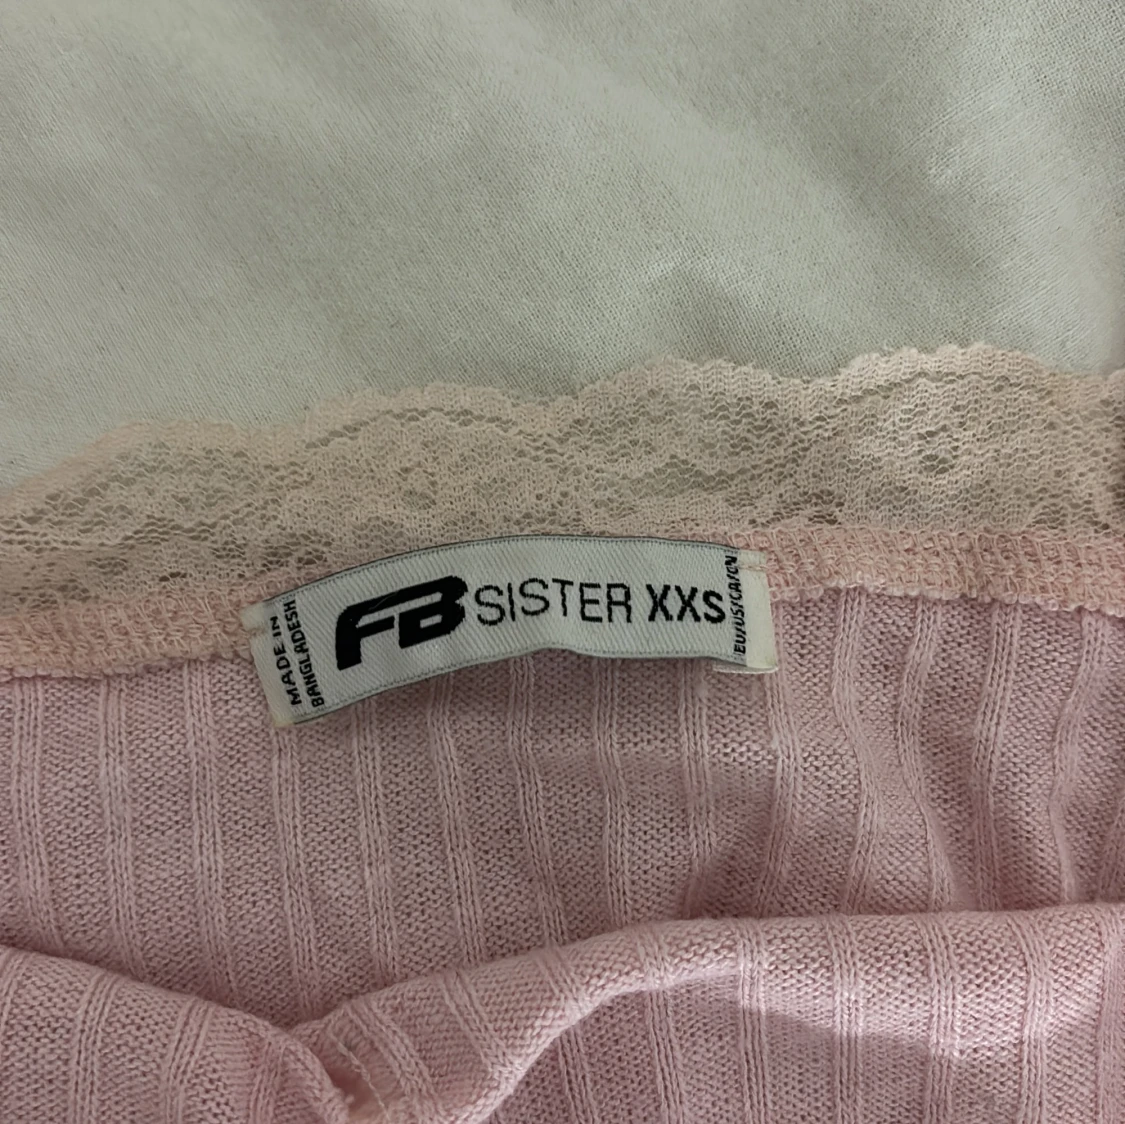 MADE IN
BANGLADESH
FB SISTER XXS
EU/US/CA/CN